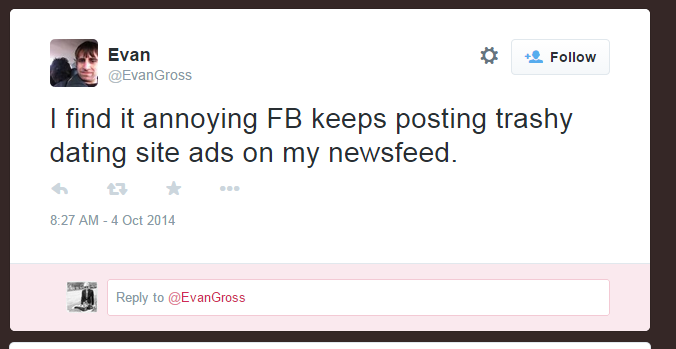 Evan
@EvanGross
Follow
I find it annoying FB keeps posting trashy
dating site ads on my newsfeed.
8:27 AM - 4 Oct 2014
Reply to @EvanGross